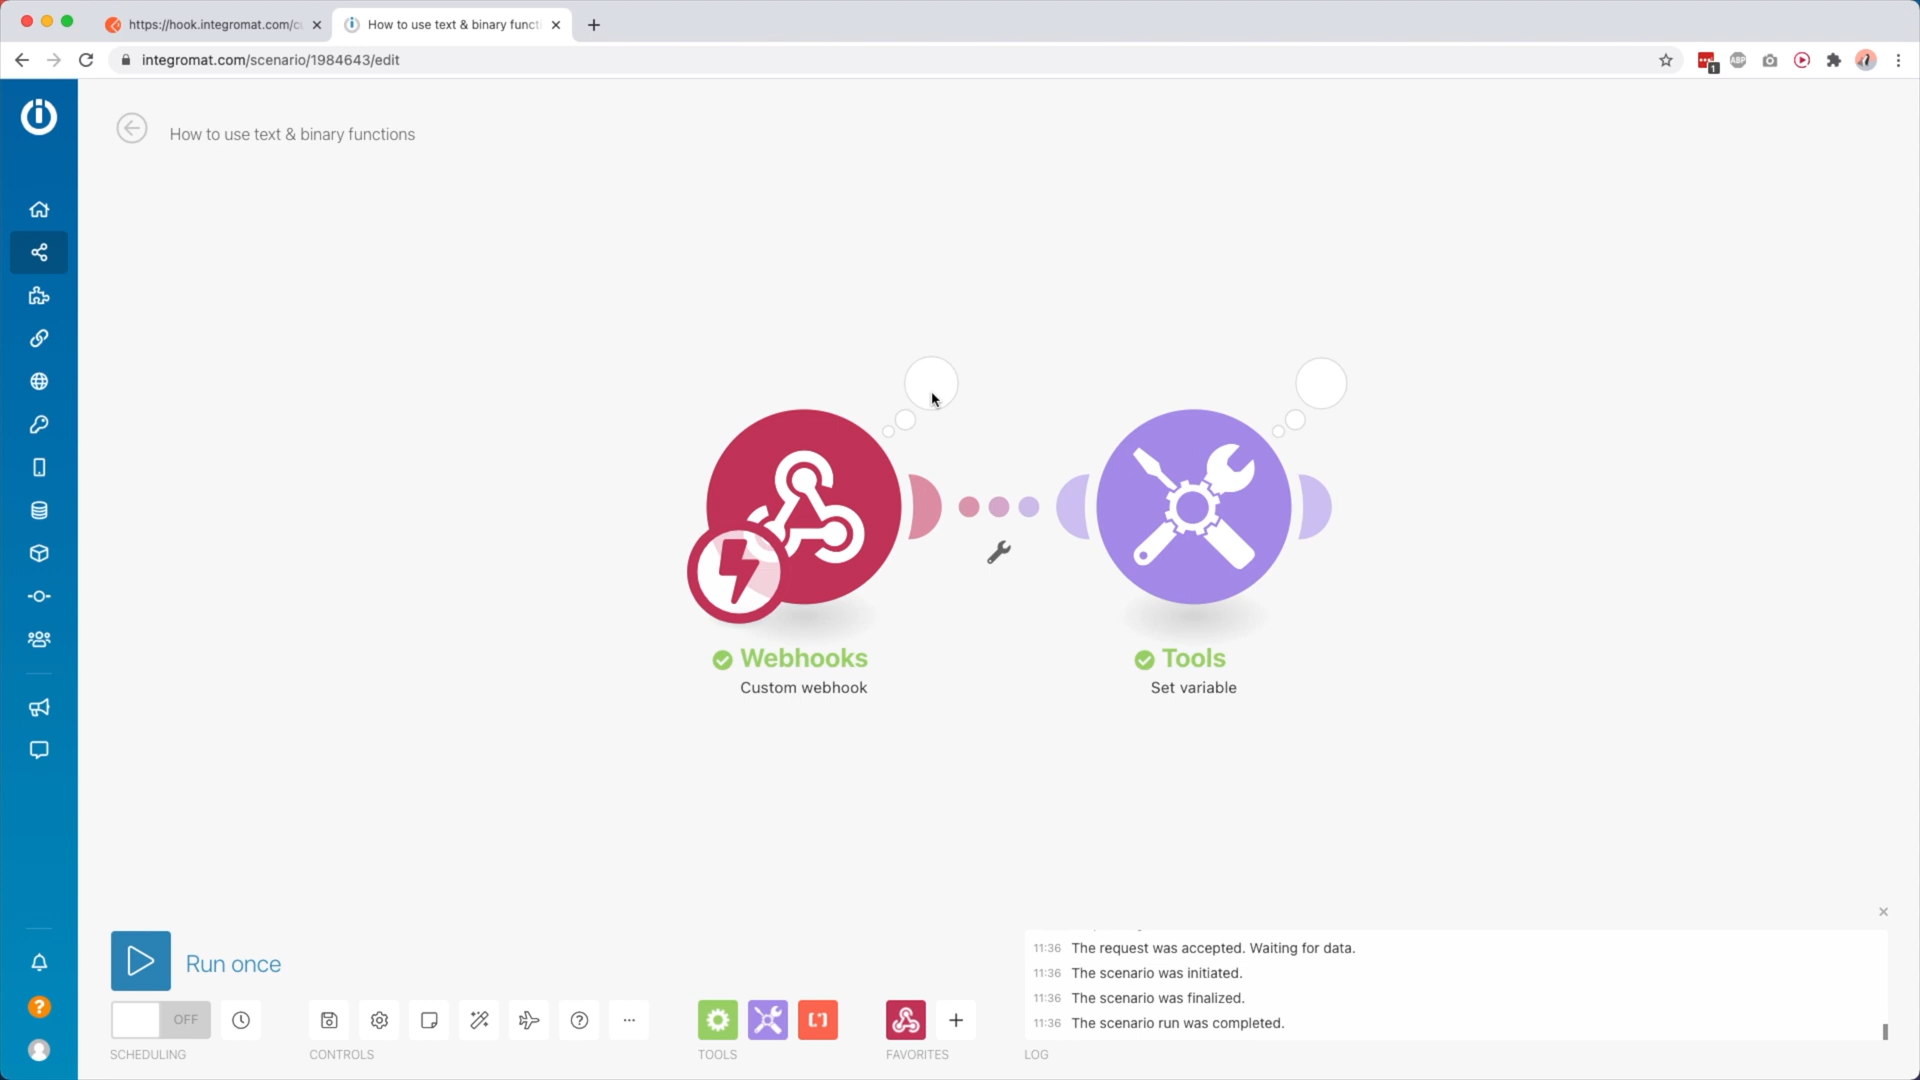 https://hook.integromat.com/c
How to use text & binary funct
integromat.com/scenario/1984643/edit
1
ABP
How to use text & binary functions
Webhooks
Custom webhook
Tools
Set variable
Run once
OFF
SCHEDULING
CONTROLS
TOOLS
FAVORITES
11:36 The request was accepted. Waiting for data.
11:36 The scenario was initiated.
11:36 The scenario was finalized.
11:36 The scenario run was completed.
LOG